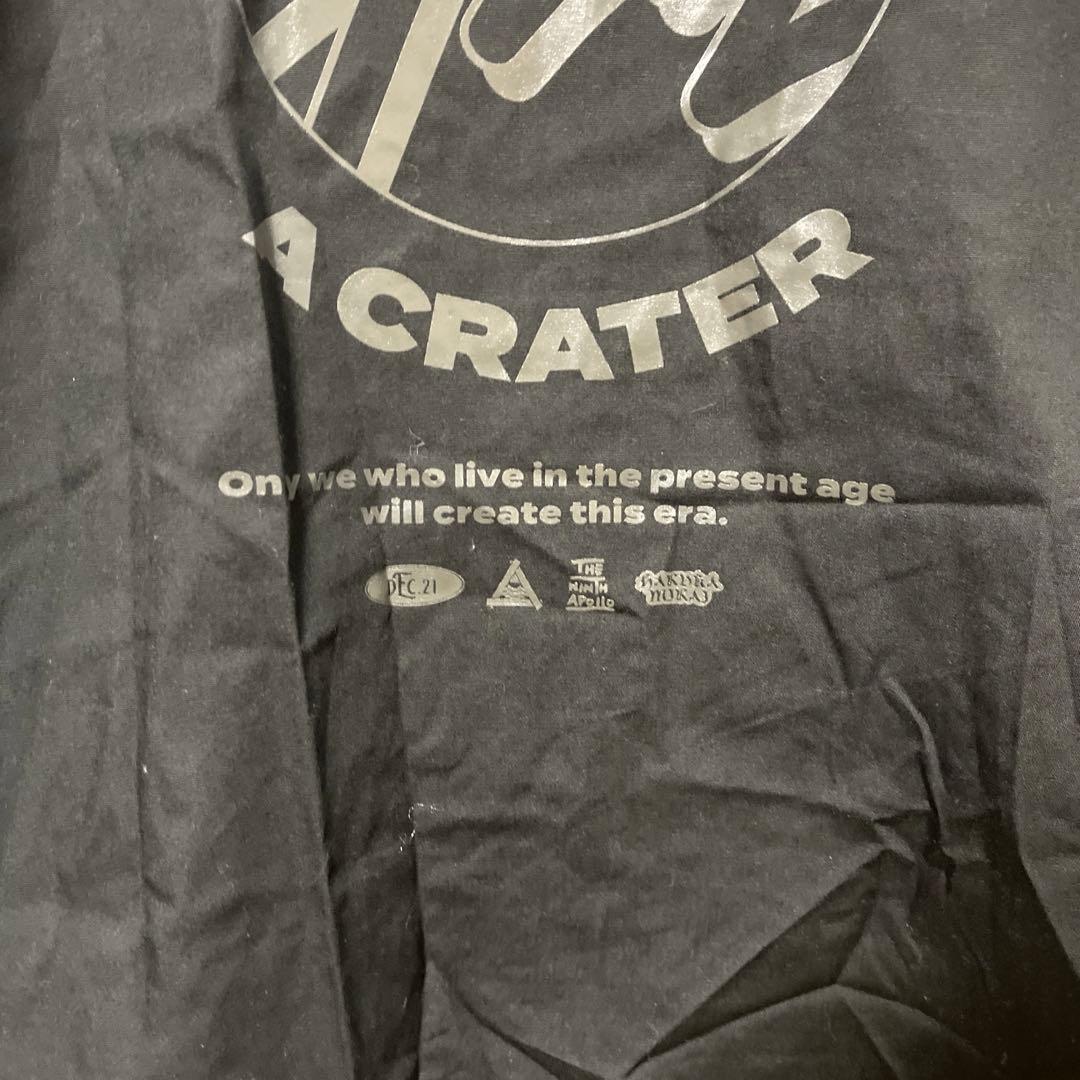 A CRATER
Ony we who live in the present age
will create this era.
DEC.21
THE
NINTH
APOllO